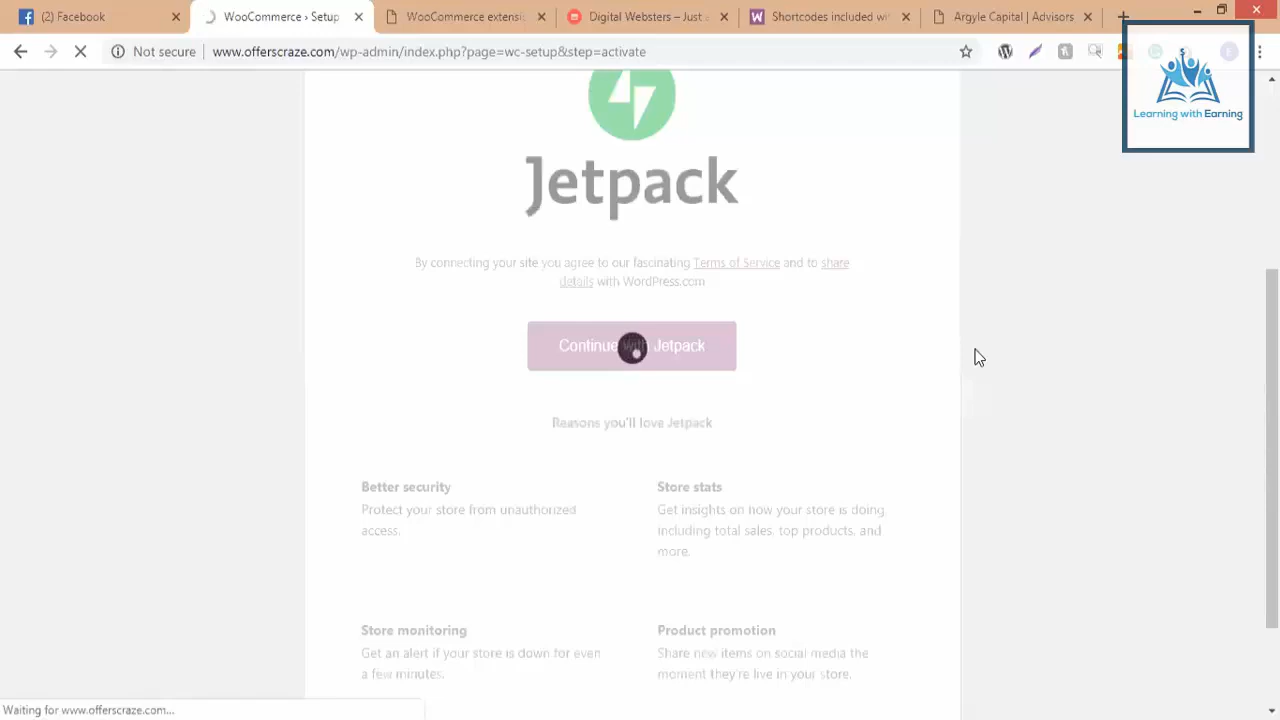 (2) Facebook
WooCommerce › Setup
WooCommerce extensi
Digital Websters – Just a
Shortcodes included wi
Argyle Capital | Advisors
Not secure
www.offerscraze.com/wp-admin/index.php?page=wc-setup&step=activate
Learning with Earning
Jetpack
By connecting your site you agree to our fascinating Terms of Service and to share
details with WordPress.com
Continue with Jetpack
Reasons you'll love Jetpack
Better security
Protect your store from unauthorized
access.
Store stats
Get insights on how your store is doing,
including total sales, top products, and
more.
Store monitoring
Get an alert if your store is down for even
a few minutes.
Product promotion
Share new items on social media the
moment they're live in your store.
Waiting for www.offerscraze.com...